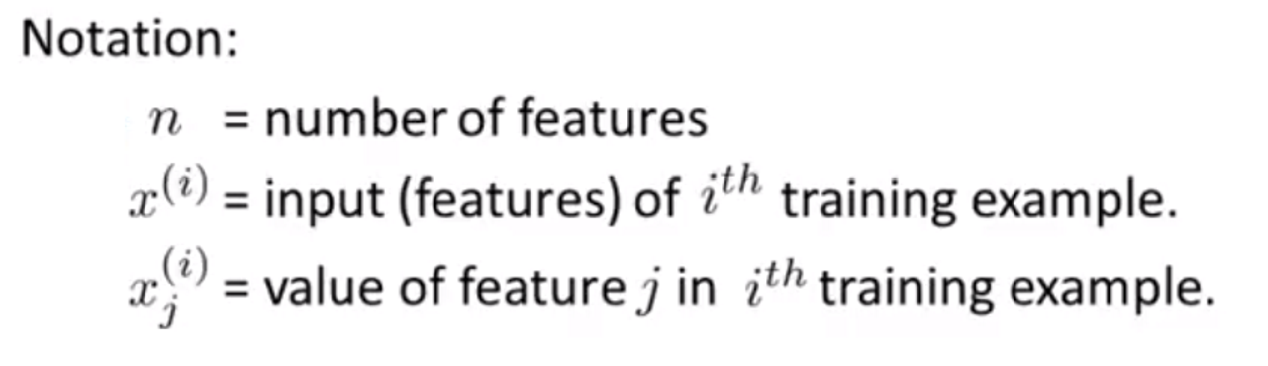 Notation:
n = number of features
x^(i) = input (features) of i^th training example.
x_j^(i) = value of feature j in i^th training example.